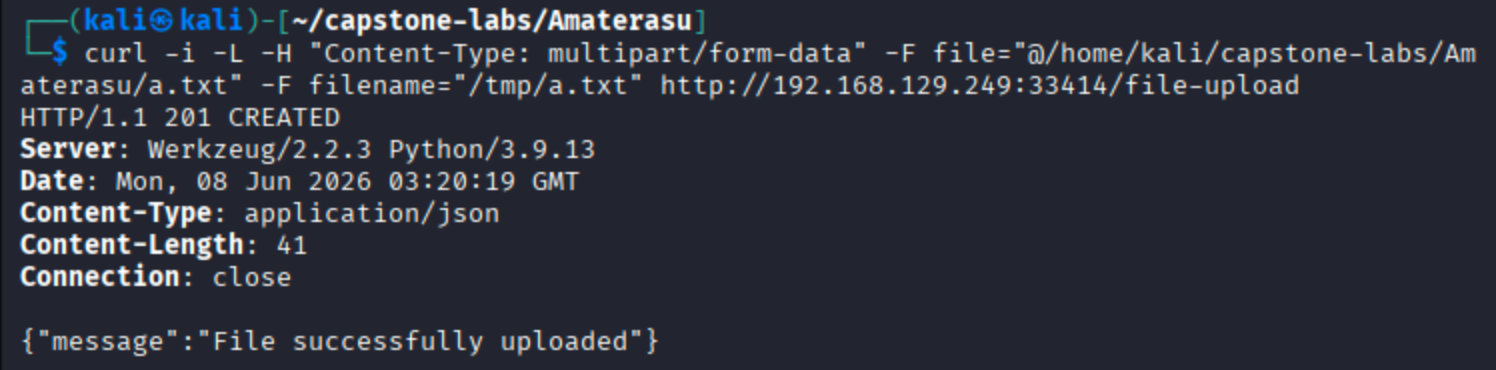 ┌──(kali㉿kali)-[~/capstone-labs/Amaterasu]
└─$ curl -i -L -H "Content-Type: multipart/form-data" -F file="@/home/kali/capstone-labs/Am
aterasu/a.txt" -F filename="/tmp/a.txt" http://192.168.129.249:33414/file-upload
HTTP/1.1 201 CREATED
Server: Werkzeug/2.2.3 Python/3.9.13
Date: Mon, 08 Jun 2026 03:20:19 GMT
Content-Type: application/json
Content-Length: 41
Connection: close

{"message":"File successfully uploaded"}